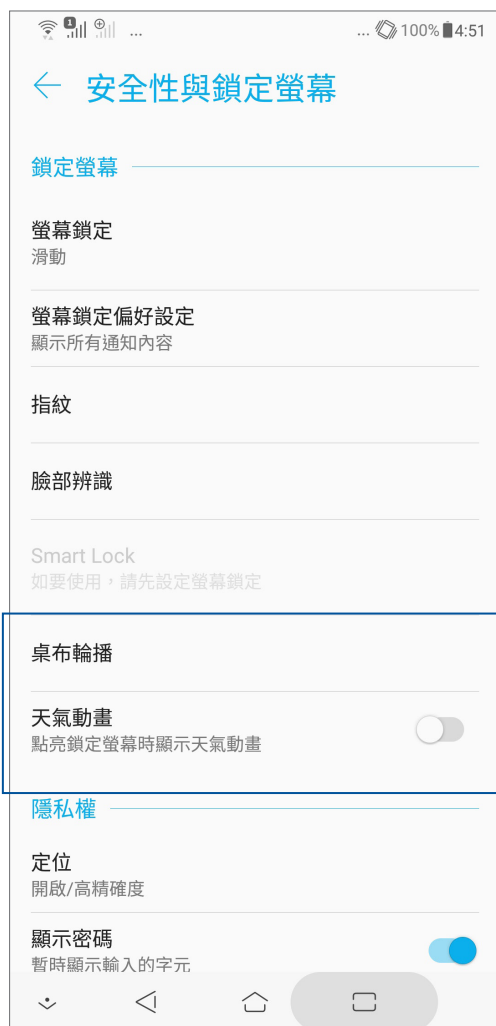 1 ... ... 100% 4:51
安全性與鎖定螢幕
鎖定螢幕
螢幕鎖定
滑動
螢幕鎖定偏好設定
顯示所有通知內容
指紋
臉部辨識
Smart Lock
如要使用，請先設定螢幕鎖定
桌布輪播
天氣動畫
點亮鎖定螢幕時顯示天氣動畫
隱私權
定位
開啟/高精確度
顯示密碼
暫時顯示輸入的字元